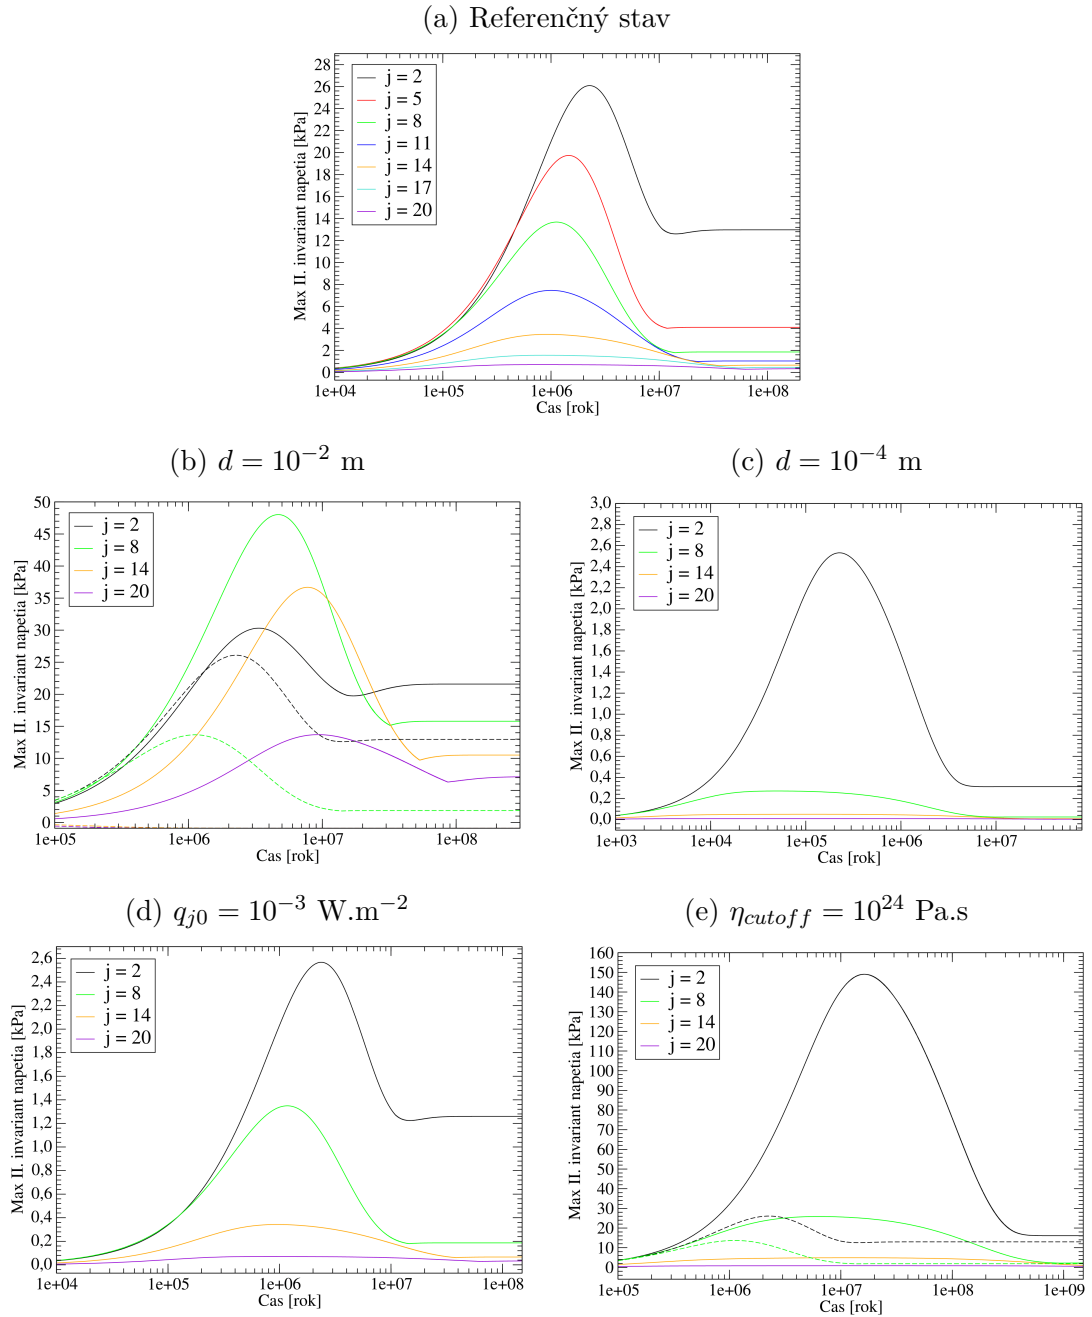 (a) Referenčný stav
Max II. invariant napetia [kPa]
28
26
24
22
20
18
16
14
12
10
8
6
4
2
0
j = 2
j = 5
j = 8
j = 11
j = 14
j = 17
j = 20
1e+04 1e+05 1e+06 1e+07 1e+08
Cas [rok]
(b) d = 10⁻² m
Max II. invariant napetia [kPa]
50
45
40
35
30
25
20
15
10
5
0
j = 2
j = 8
j = 14
j = 20
1e+05 1e+06 1e+07 1e+08
Cas [rok]
(c) d = 10⁻⁴ m
Max II. invariant napetia [kPa]
3,0
2,8
2,6
2,4
2,2
2,0
1,8
1,6
1,4
1,2
1,0
0,8
0,6
0,4
0,2
0,0
j = 2
j = 8
j = 14
j = 20
1e+03 1e+04 1e+05 1e+06 1e+07
Cas [rok]
(d) q_{j0} = 10⁻³ W.m⁻²
Max II. invariant napetia [kPa]
2,6
2,4
2,2
2,0
1,8
1,6
1,4
1,2
1,0
0,8
0,6
0,4
0,2
0,0
j = 2
j = 8
j = 14
j = 20
1e+04 1e+05 1e+06 1e+07 1e+08
Cas [rok]
(e) η_{cutoff} = 10²⁴ Pa.s
Max II. invariant napetia [kPa]
160
150
140
130
120
110
100
90
80
70
60
50
40
30
20
10
0
j = 2
j = 8
j = 14
j = 20
1e+05 1e+06 1e+07 1e+08 1e+09
Cas [rok]